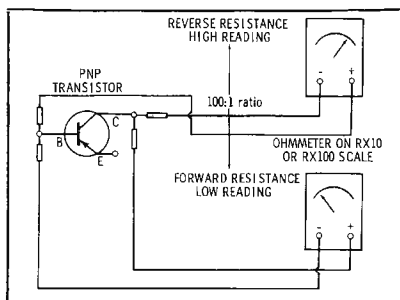 REVERSE RESISTANCE
HIGH READING
PNP
TRANSISTOR
- +
100:1 ratio
C
B
E
OHMMETER ON RX10
OR RX100 SCALE
FORWARD RESISTANCE
LOW READING
- +